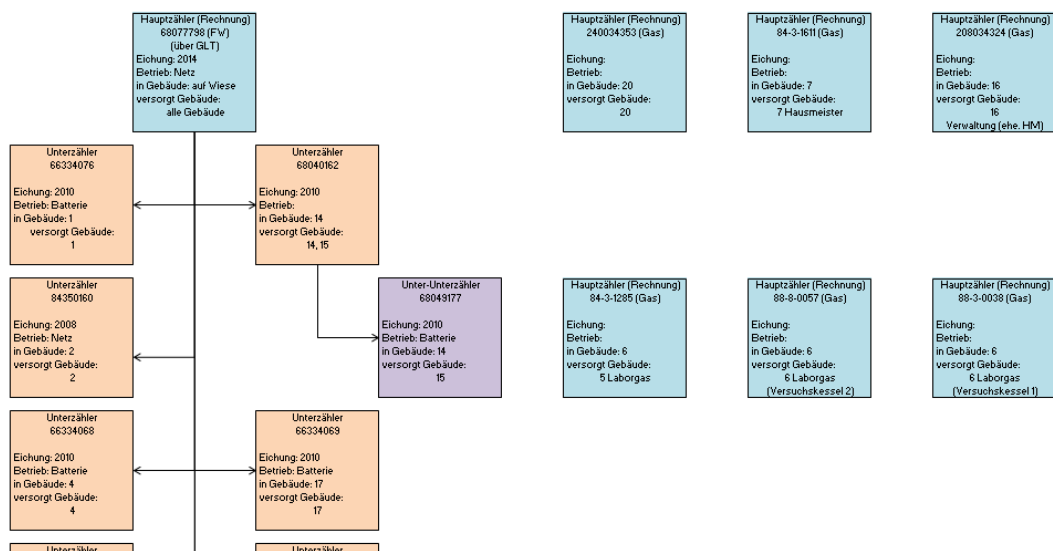 Hauptzähler (Rechnung)
68077798 (FW)
(über GLT)
Eichung: 2014
Betrieb: Netz
in Gebäude: auf Wiese
versorgt Gebäude:
alle Gebäude
Hauptzähler (Rechnung)
240034353 (Gas)
Eichung:
Betrieb:
in Gebäude: 20
versorgt Gebäude:
20
Hauptzähler (Rechnung)
84-3-1611 (Gas)
Eichung:
Betrieb:
in Gebäude: 7
versorgt Gebäude:
7 Hausmeister
Hauptzähler (Rechnung)
208034324 (Gas)
Eichung:
Betrieb:
in Gebäude: 16
versorgt Gebäude:
16
Verwaltung (ehe. HM)
Unterzähler
66334076
Eichung: 2010
Betrieb: Batterie
in Gebäude: 1
versorgt Gebäude:
1
Unterzähler
68040162
Eichung: 2010
Betrieb:
in Gebäude: 14
versorgt Gebäude:
14, 15
Unterzähler
84350160
Eichung: 2008
Betrieb: Netz
in Gebäude: 2
versorgt Gebäude:
2
Unter-Unterzähler
68049177
Eichung: 2010
Betrieb: Batterie
in Gebäude: 14
versorgt Gebäude:
15
Hauptzähler (Rechnung)
84-3-1285 (Gas)
Eichung:
Betrieb:
in Gebäude: 6
versorgt Gebäude:
5 Laborgas
Hauptzähler (Rechnung)
88-8-0057 (Gas)
Eichung:
Betrieb:
in Gebäude: 6
versorgt Gebäude:
6 Laborgas
(Versuchskessel 2)
Hauptzähler (Rechnung)
88-3-0038 (Gas)
Eichung:
Betrieb:
in Gebäude: 6
versorgt Gebäude:
6 Laborgas
(Versuchskessel 1)
Unterzähler
66334068
Eichung: 2010
Betrieb: Batterie
in Gebäude: 4
versorgt Gebäude:
4
Unterzähler
66334069
Eichung: 2010
Betrieb: Batterie
in Gebäude: 17
versorgt Gebäude:
17
Unterzähler
Unterzähler